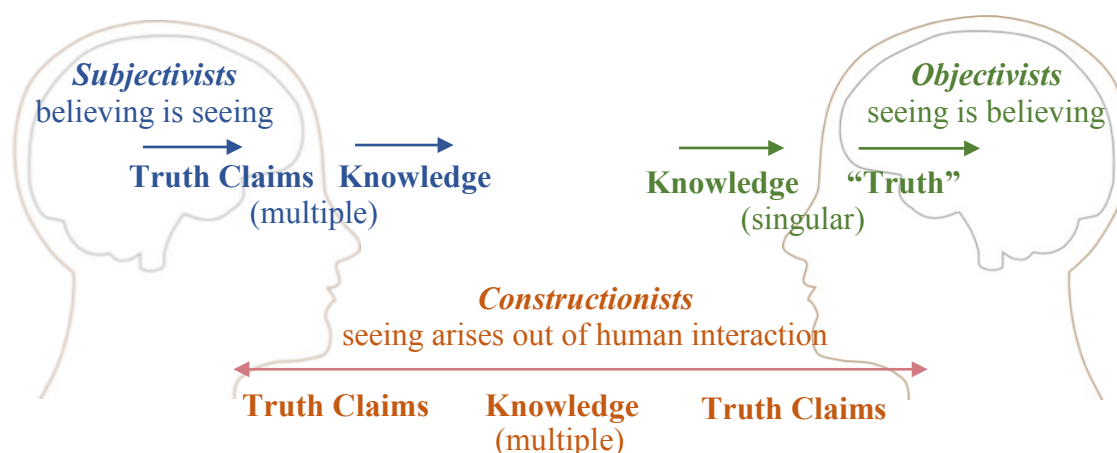 Subjectivists
believing is seeing
Truth Claims Knowledge
(multiple)
Objectivists
seeing is believing
Knowledge “Truth”
(singular)
Constructionists
seeing arises out of human interaction
Truth Claims Knowledge Truth Claims
(multiple)